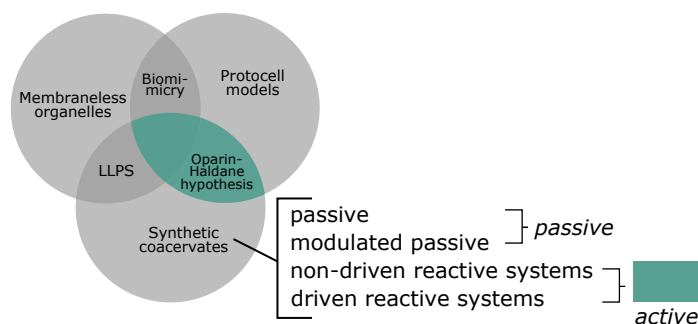 Biomi-
micry
Protocell
models
Membraneless
organelles
LLPS
Oparin-
Haldane
hypothesis
Synthetic
coacervates
passive
modulated passive
passive
non-driven reactive systems
driven reactive systems
active